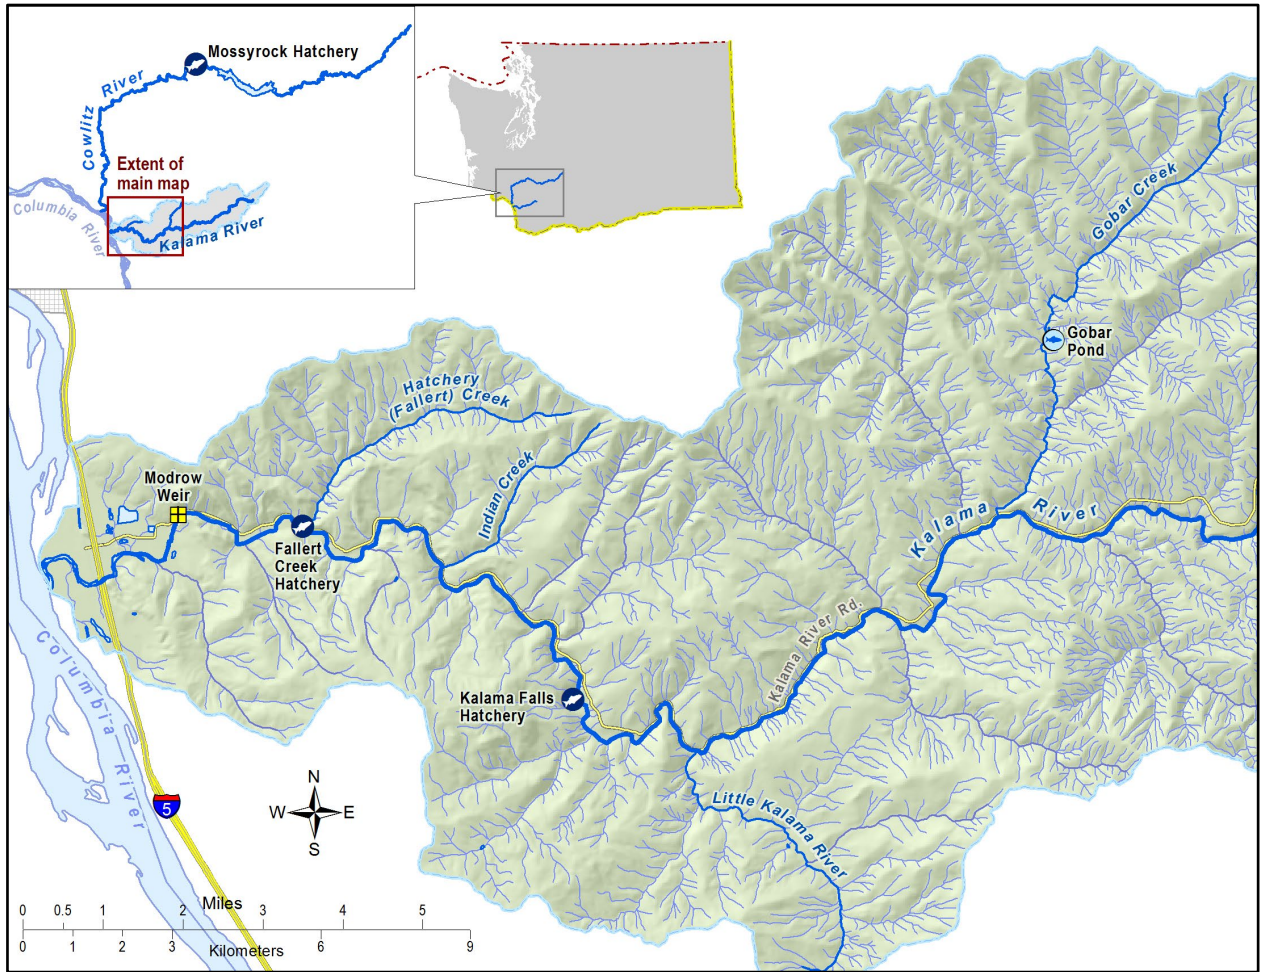 Mossyrock Hatchery
Cowlitz River
Extent of
main map
Columbia River
Kalama River
Gobar Creek
Gobar
Pond
Hatchery
(Fallert) Creek
Indian Creek
Modrow
Weir
Fallert
Creek
Hatchery
Kalama River
Kalama River Rd.
Kalama Falls
Hatchery
Little Kalama River
Columbia River
5
N
W E
S
0 0.5 1 2 Miles 3 4 5
0 1 2 3 Kilometers 6 9